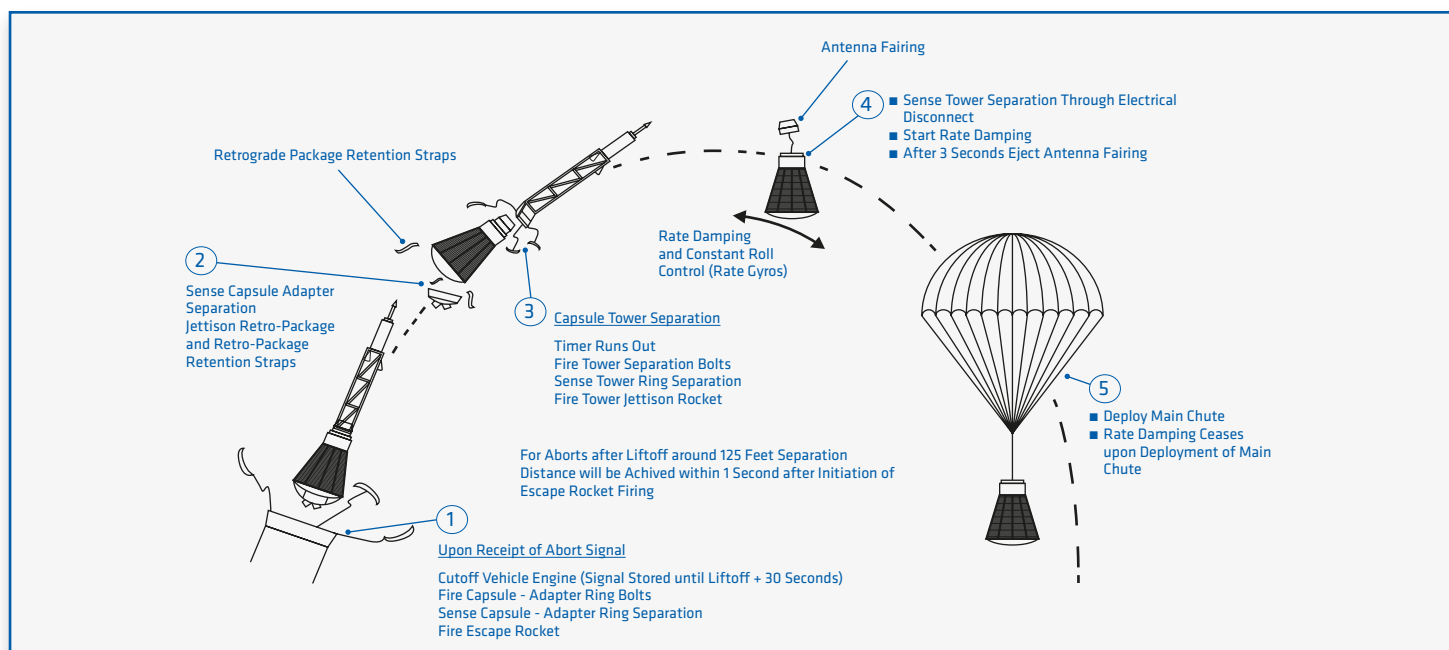 Antenna Fairing
4
■ Sense Tower Separation Through Electrical
Disconnect
■ Start Rate Damping
■ After 3 Seconds Eject Antenna Fairing
Retrograde Package Retention Straps
Rate Damping
and Constant Roll
Control (Rate Gyros)
2
Sense Capsule Adapter
Separation
Jettison Retro-Package
and Retro-Package
Retention Straps
3
Capsule Tower Separation
Timer Runs Out
Fire Tower Separation Bolts
Sense Tower Ring Separation
Fire Tower Jettison Rocket
5
■ Deploy Main Chute
■ Rate Damping Ceases
upon Deployment of Main
Chute
For Aborts after Liftoff around 125 Feet Separation
Distance will be Achived within 1 Second after Initiation of
Escape Rocket Firing
1
Upon Receipt of Abort Signal
Cutoff Vehicle Engine (Signal Stored until Liftoff + 30 Seconds)
Fire Capsule - Adapter Ring Bolts
Sense Capsule - Adapter Ring Separation
Fire Escape Rocket